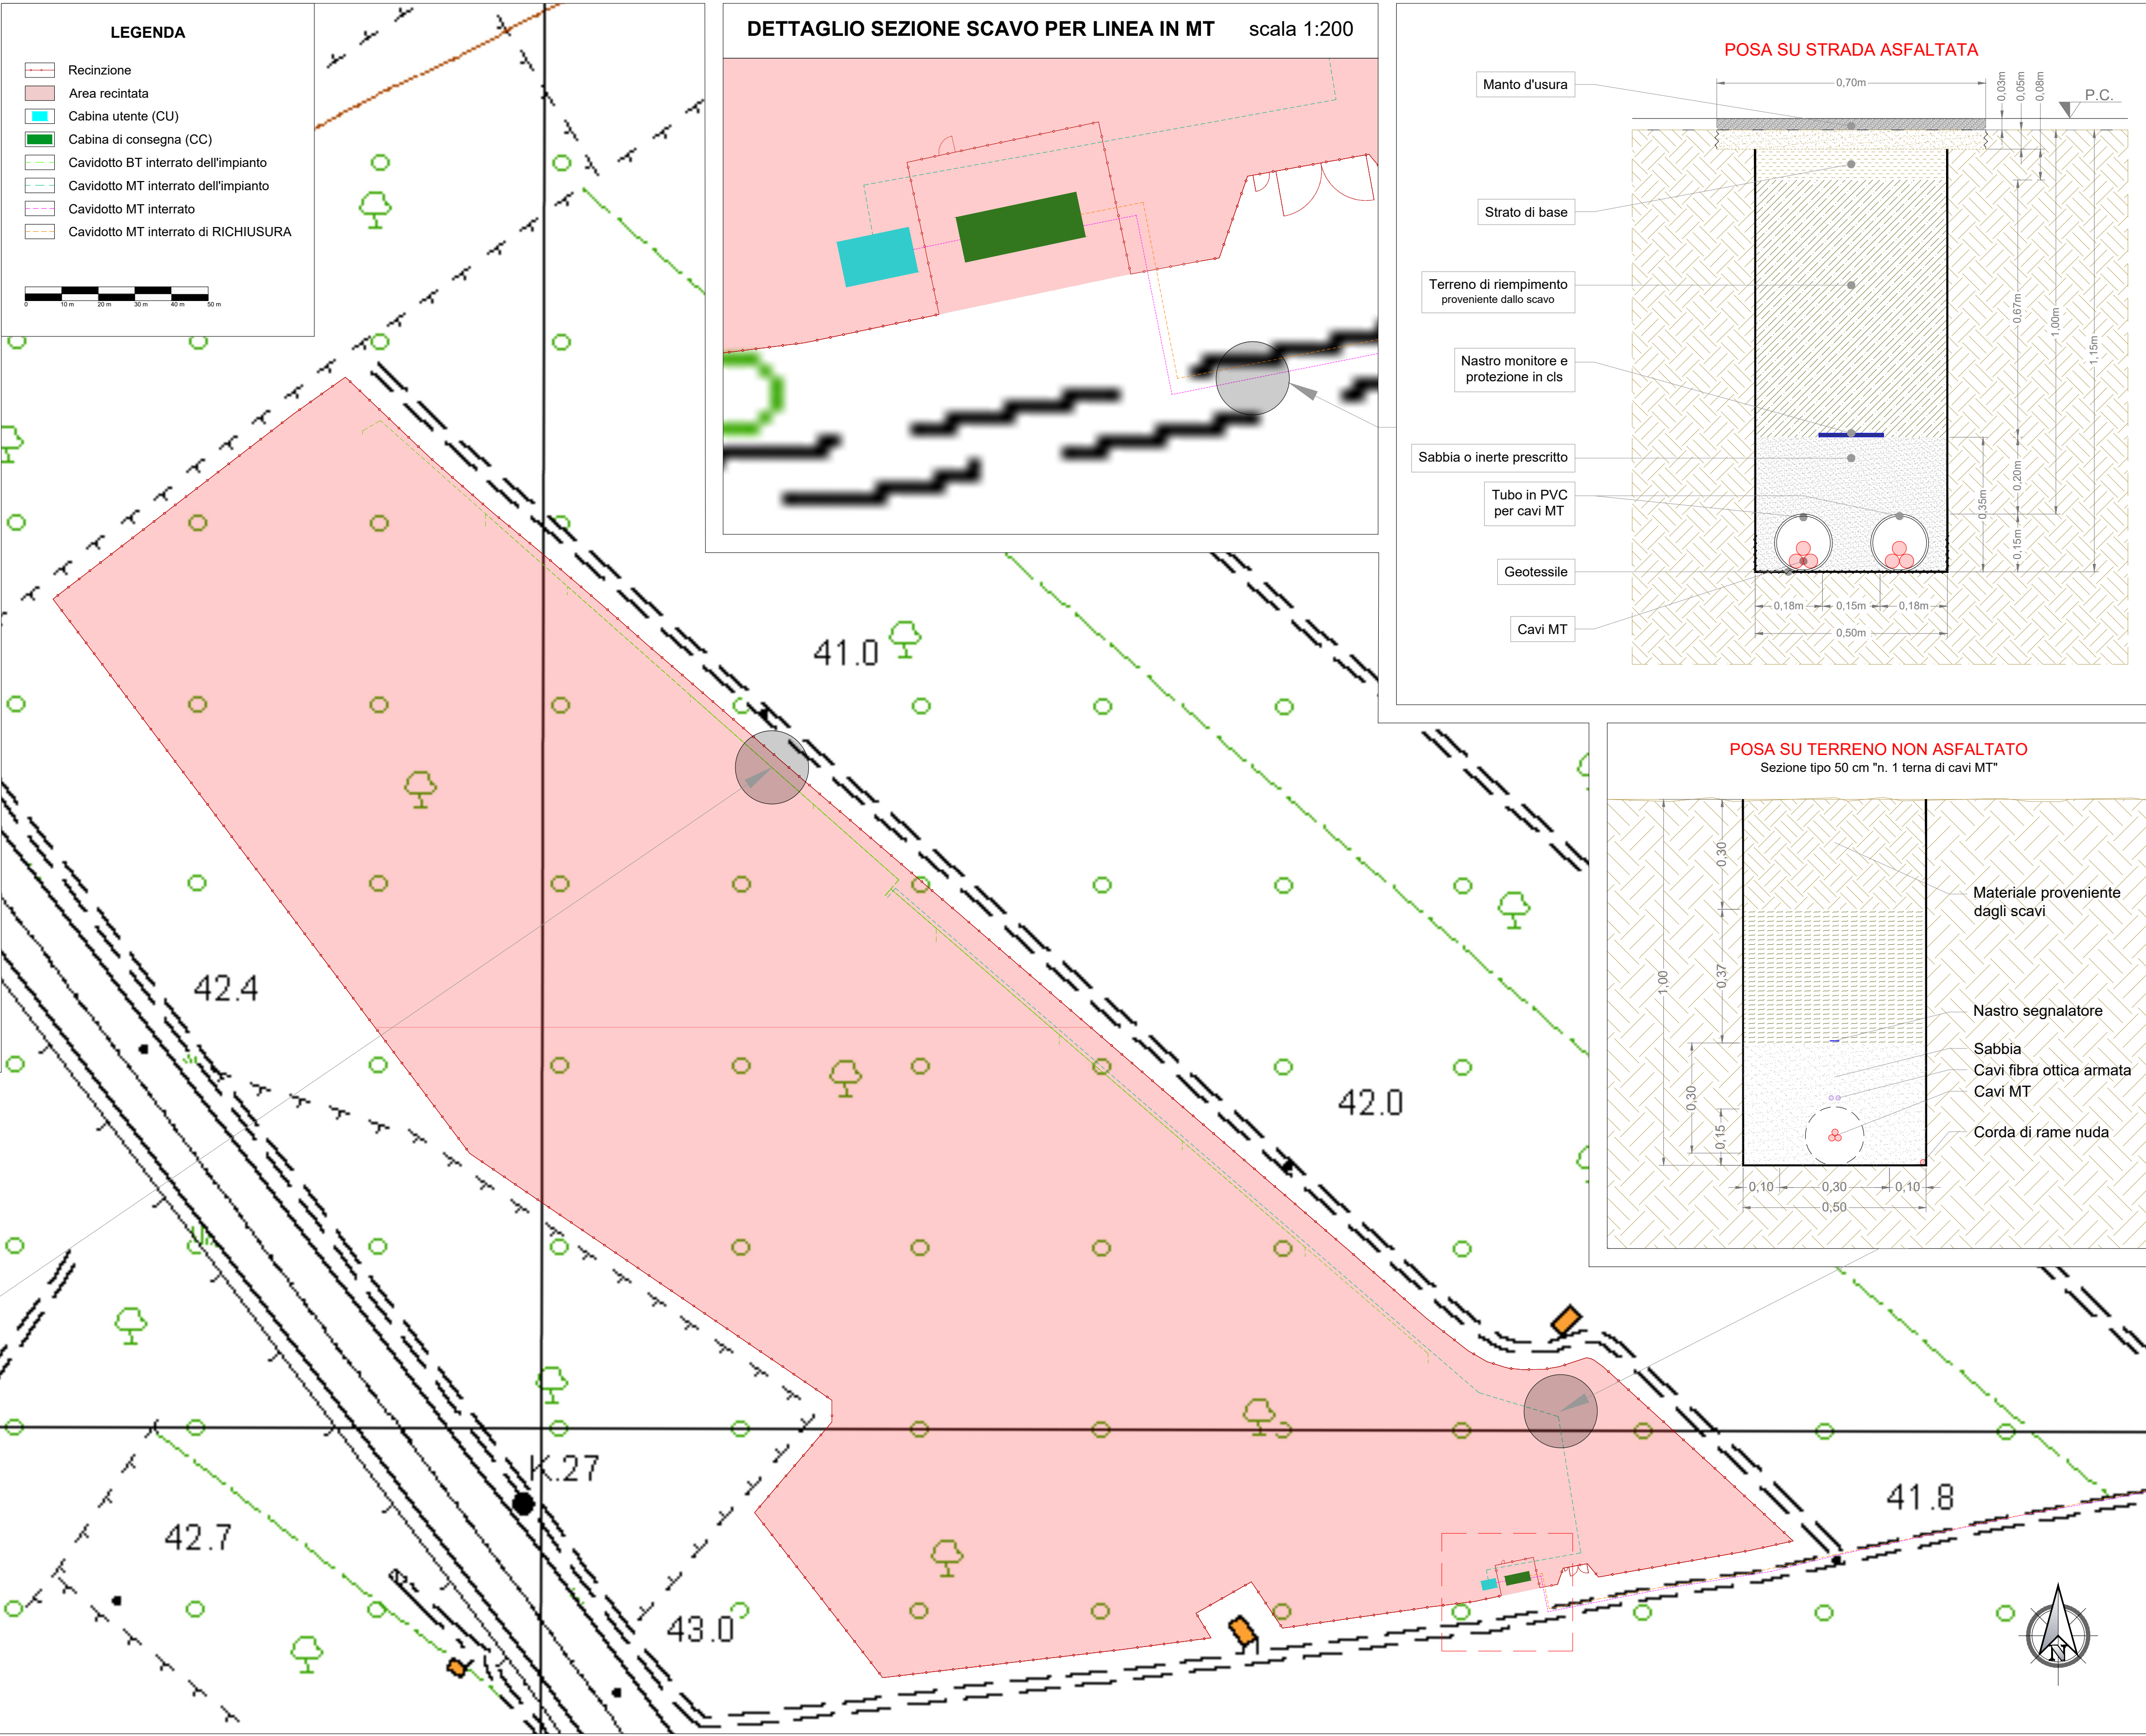 LEGENDA
Recinzione
Area recintata
Cabina utente (CU)
Cabina di consegna (CC)
Cavidotto BT interrato dell'impianto
Cavidotto MT interrato dell'impianto
Cavidotto MT interrato
Cavidotto MT interrato di RICHIUSURA
0 10 m 20 m 30 m 40 m 50 m
DETTAGLIO SEZIONE SCAVO PER LINEA IN MT scala 1:200
POSA SU STRADA ASFALTATA
Manto d'usura
Strato di base
Terreno di riempimento
proveniente dallo scavo
Nastro monitore e
protezione in cls
Sabbia o inerte prescritto
Tubo in PVC
per cavi MT
Geotessile
Cavi MT
0,70m
0,03m
0,05m
0,08m
P.C.
0,67m
1,00m
1,15m
0,20m
0,35m
0,15m
0,18m
0,15m
0,18m
0,50m
POSA SU TERRENO NON ASFALTATO
Sezione tipo 50 cm "n. 1 terna di cavi MT"
0,30
0,37
1,00
0,30
0,15
0,10
0,30
0,10
0,50
Materiale proveniente
dagli scavi
Nastro segnalatore
Sabbia
Cavi fibra ottica armata
Cavi MT
Corda di rame nuda
41.0
42.4
42.0
K.27
42.7
43.0
41.8
N